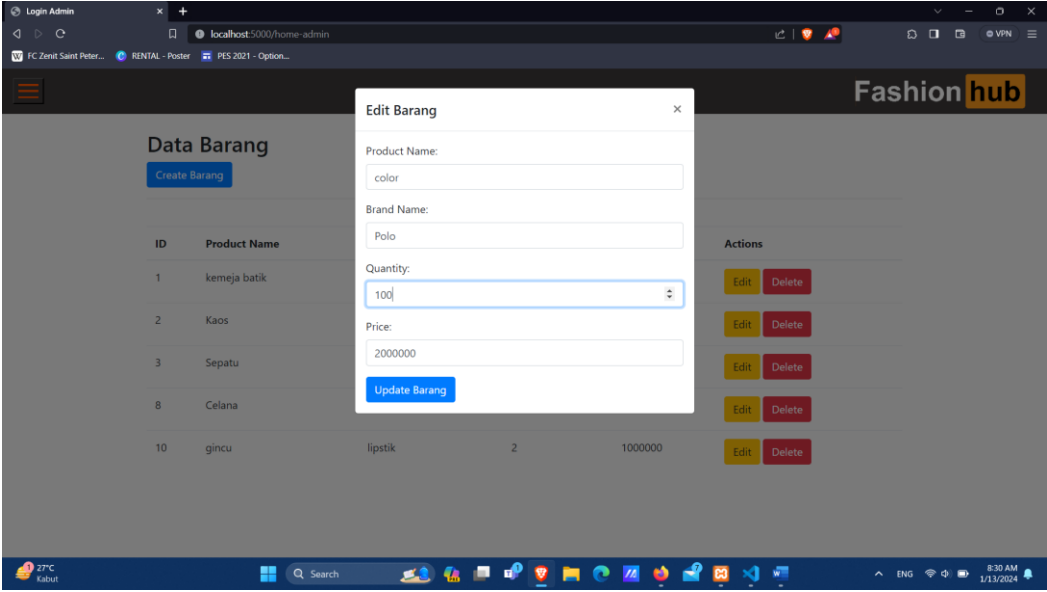 Login Admin
localhost:5000/home-admin
VPN
FC Zenit Saint Peter... RENTAL - Poster PES 2021 - Option...
Fashion hub
Data Barang
Create Barang
Edit Barang ×
Product Name:
color
Brand Name:
Polo
Quantity:
100
Price:
2000000
Update Barang
ID Product Name Actions
1 kemeja batik Edit Delete
2 Kaos Edit Delete
3 Sepatu Edit Delete
8 Celana Edit Delete
10 gincu lipstik 2 1000000 Edit Delete
27°C
Kabut
Search
ENG
8:30 AM
1/13/2024